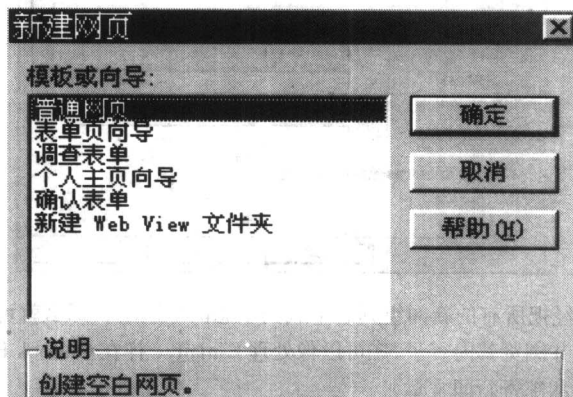 新建网页
模板或向导:
普通网页
表单页向导
调查表单
个人主页向导
确认表单
新建 Web View 文件夹
确定
取消
帮助(H)
说明
创建空白网页。